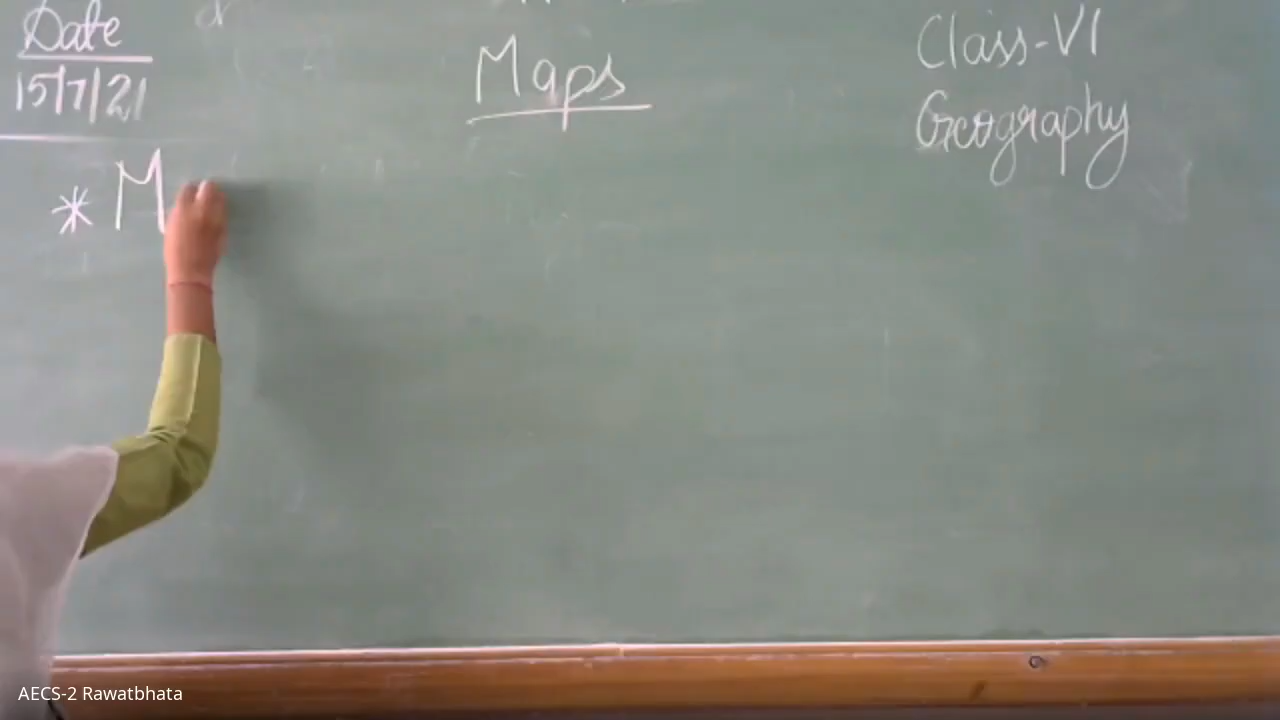 Date
15/7/21
Maps
Class-VI
Geography
* M
AECS-2 Rawatbhata